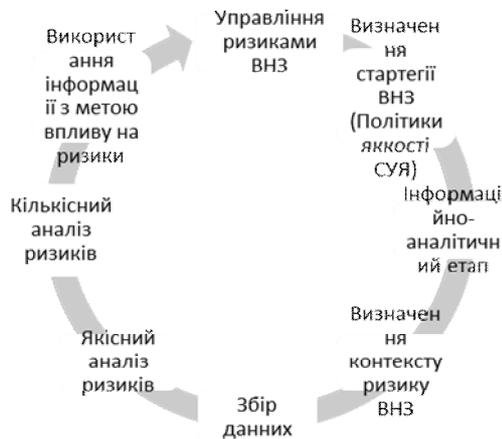 Управління
ризиками
ВНЗ
Визначен
ня
стартегії
ВНЗ
(Політики
яккості
СУЯ)
Інформаці
йно-
аналітичн
ий етап
Визначен
ня
контексту
ризику
ВНЗ
Збір
данних
Якісний
аналіз
ризиків
Кількісний
аналіз
ризиків
Використ
ання
інформац
ії з метою
впливу на
ризики